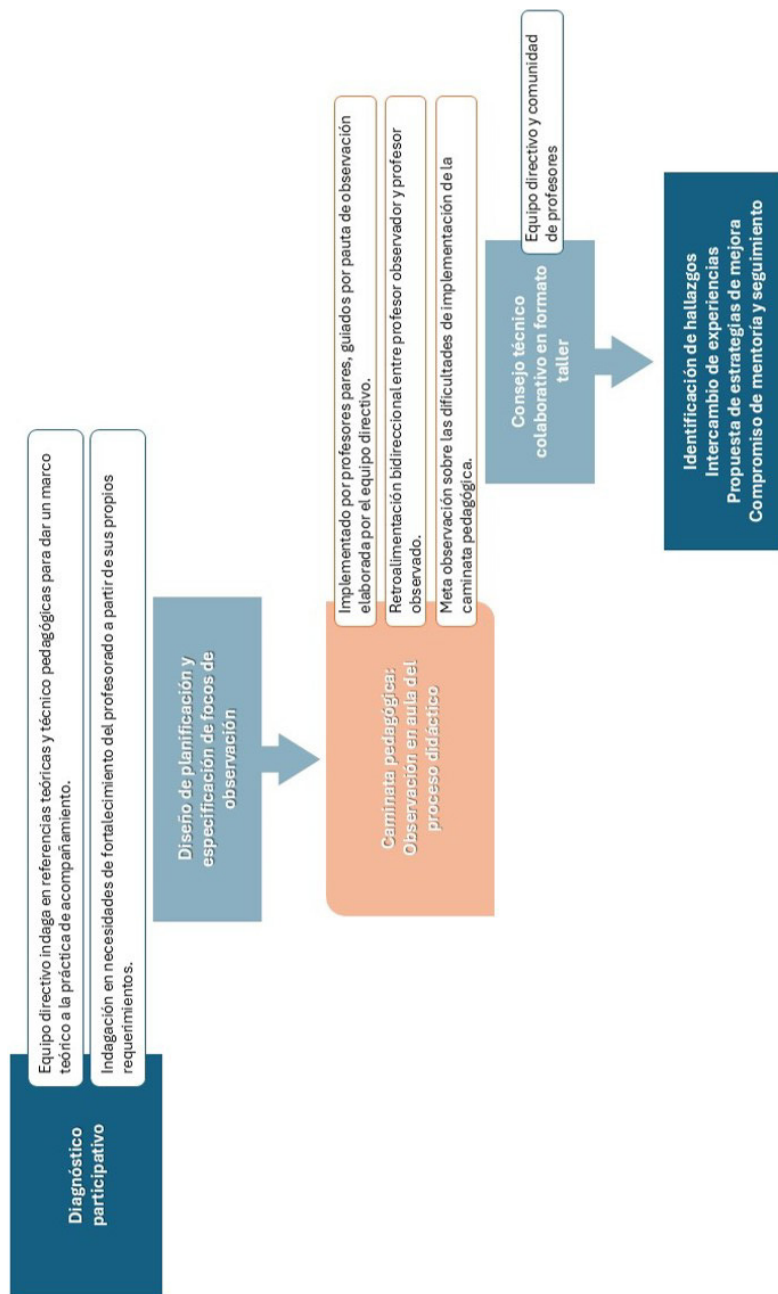 Diagnóstico
participativo
Equipo directivo indaga en referencias teóricas y técnico pedagógicas para dar un marco
teórico a la práctica de acompañamiento.
Indagación en necesidades de fortalecimiento del profesorado a partir de sus propios
requerimientos.
Diseño de planificación y
especificación de focos de
observación
Caminata pedagógica:
Observación en aula del
proceso didáctico
Implementado por profesores pares, guiados por pauta de observación
elaborada por el equipo directivo.
Retroalimentación bidireccional entre profesor observador y profesor
observado.
Meta observación sobre las dificultades de implementación de la
caminata pedagógica.
Consejo técnico
colaborativo en formato
taller
Equipo directivo y comunidad
de profesores
Identificación de hallazgos
Intercambio de experiencias
Propuesta de estrategias de mejora
Compromiso de mentoría y seguimiento